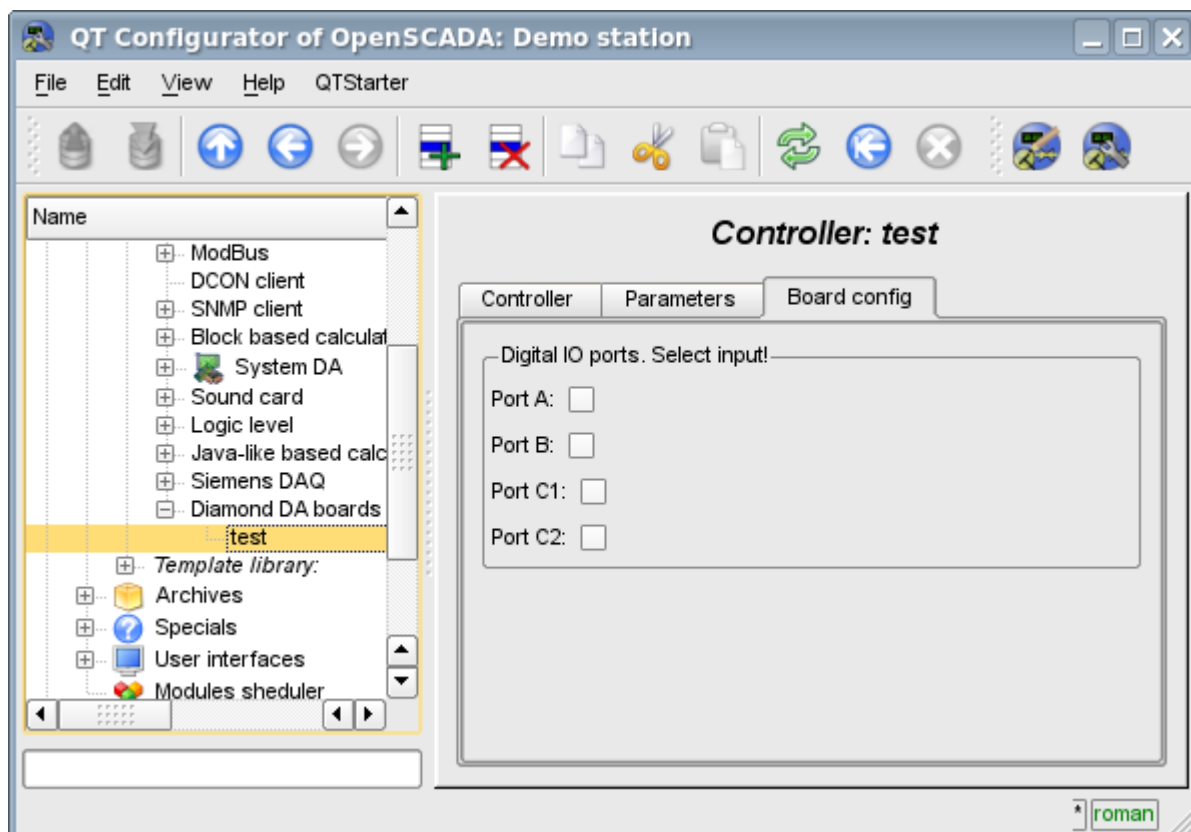 QT Configurator of OpenSCADA: Demo station
File Edit View Help QTStarter
Name
ModBus
DCON client
SNMP client
Block based calculat
System DA
Sound card
Logic level
Java-like based calc
Siemens DAQ
Diamond DA boards
test
Template library:
Archives
Specials
User interfaces
Modules sheduler
Controller: test
Controller Parameters Board config
Digital IO ports. Select input!
Port A:
Port B:
Port C1:
Port C2:
* roman